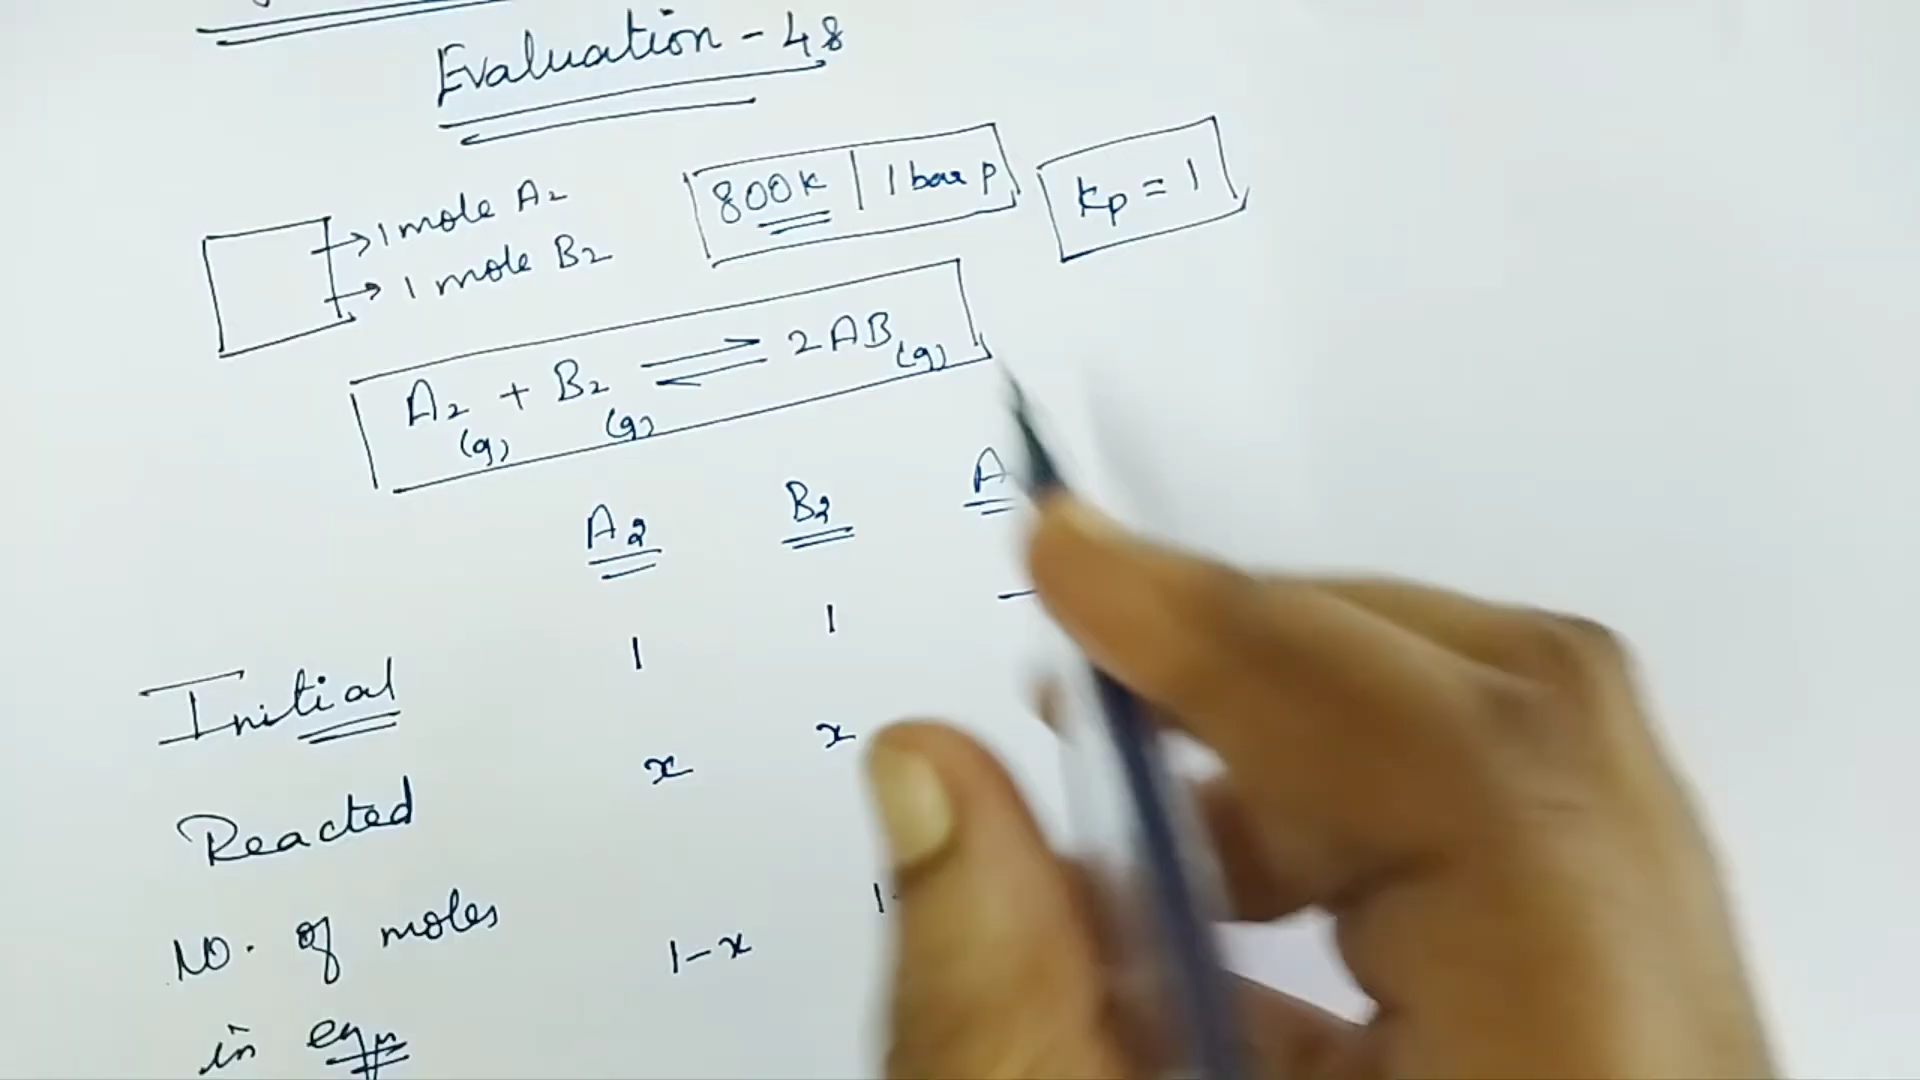 Evaluation - 48
→ 1 mole A2
→ 1 mole B2
800K | 1 bar P
Kp = 1
A2 (g) + B2 (g) ⇌ 2AB (g)
A2 B2 A
Initial 1 1 —
Reacted x x
NO. of moles 1-x 1-
in eqn